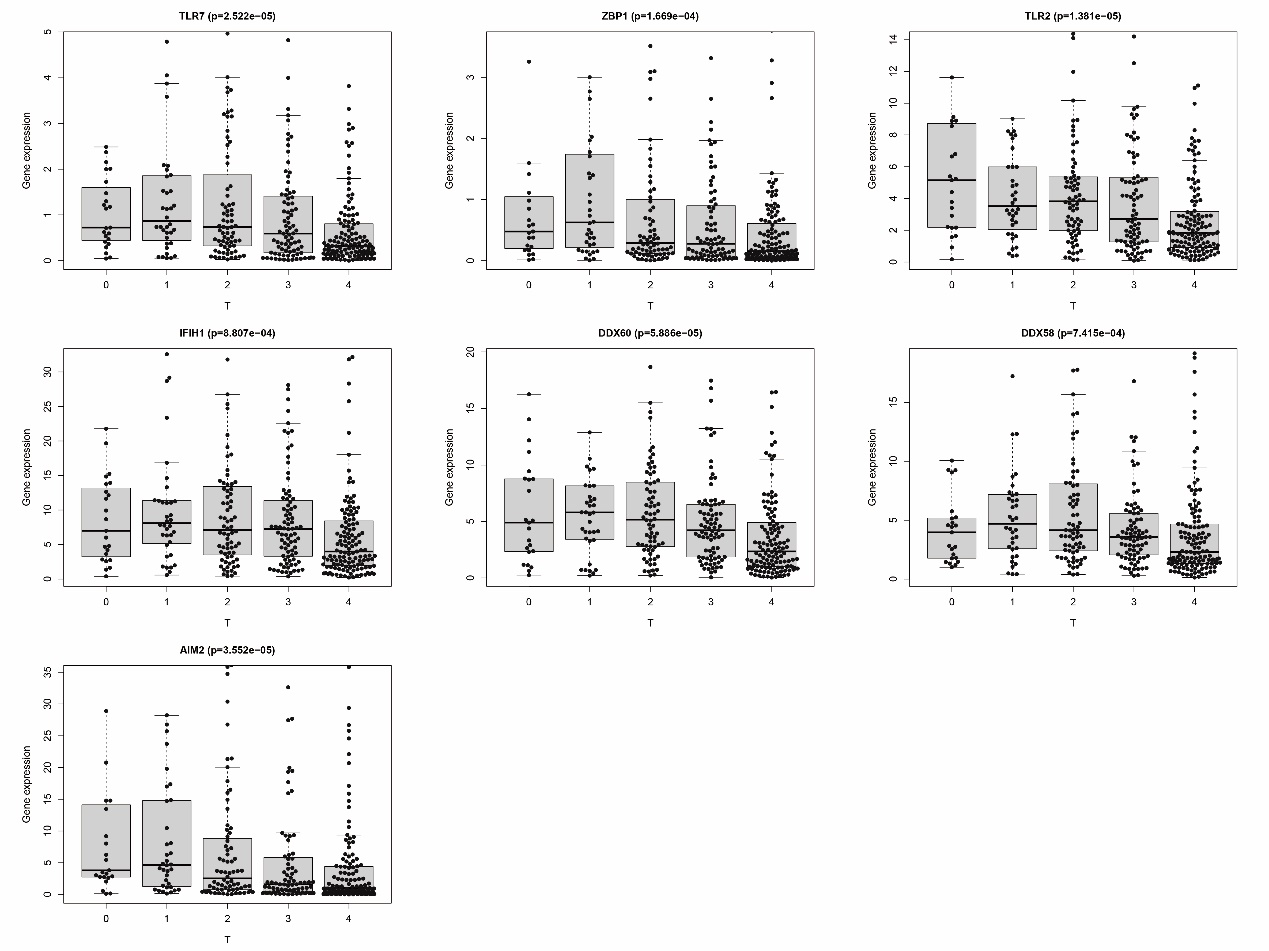 TLR7 (p=2.522e−05)
Gene expression
5
4
3
2
1
0
0 1 2 3 4
T
ZBP1 (p=1.669e−04)
Gene expression
3
2
1
0
0 1 2 3 4
T
TLR2 (p=1.381e−05)
Gene expression
14
12
10
8
6
4
2
0
0 1 2 3 4
T
IFIH1 (p=8.807e−04)
Gene expression
30
25
20
15
10
5
0
0 1 2 3 4
T
DDX60 (p=5.886e−05)
Gene expression
20
15
10
5
0
0 1 2 3 4
T
DDX58 (p=7.415e−04)
Gene expression
15
10
5
0
0 1 2 3 4
T
AIM2 (p=3.552e−05)
Gene expression
35
30
25
20
15
10
5
0
0 1 2 3 4
T